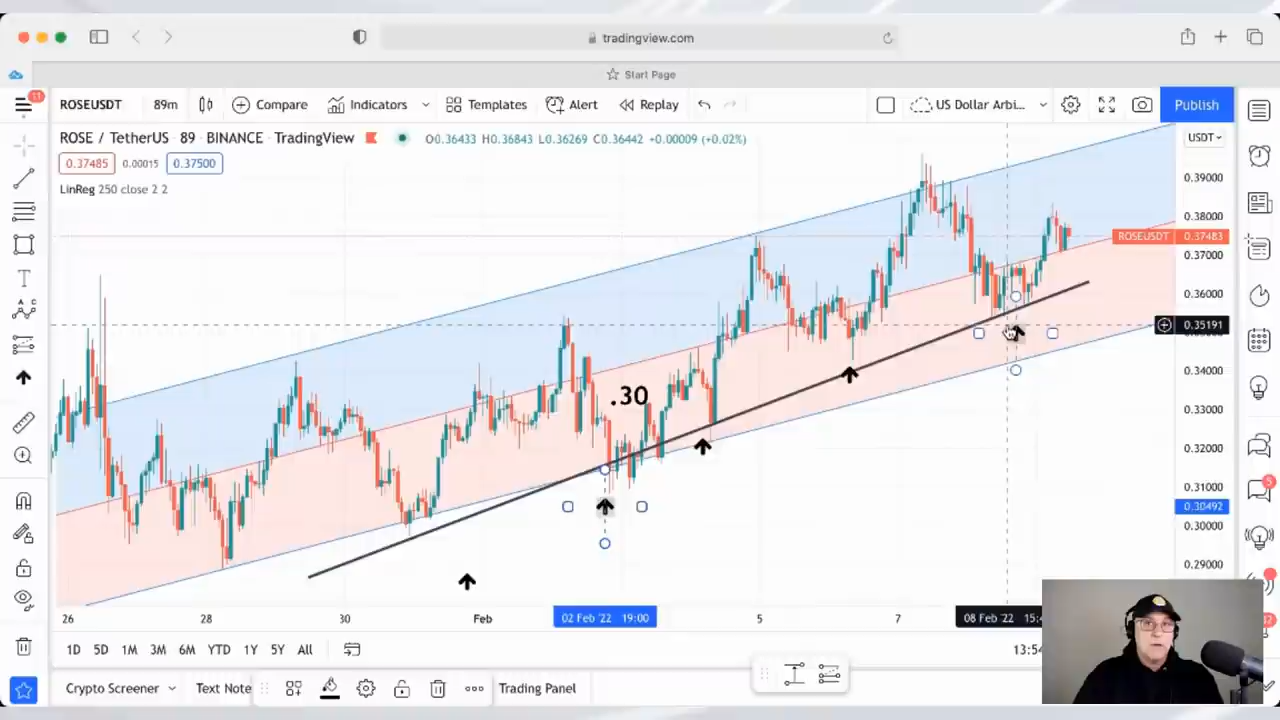 tradingview.com
Start Page
11
ROSEUSDT 89m Compare Indicators Templates Alert Replay US Dollar Arbi... Publish
ROSE / TetherUS · 89 · BINANCE · TradingView O0.36433 H0.36843 L0.36269 C0.36442 +0.00009 (+0.02%)
USDT
0.37485 0.00015 0.37500
LinReg 250 close 2 2
0.39000
0.38000
ROSEUSDT 0.37483
0.37000
0.36000
0.35191
0.34000
.30
0.33000
0.32000
0.31000
0.30492
0.30000
0.29000
26 28 30 Feb 02 Feb '22 19:00 5 7 08 Feb '22 15:4
1D 5D 1M 3M 6M YTD 1Y 5Y All 13:54
Crypto Screener Text Note Trading Panel
T
5